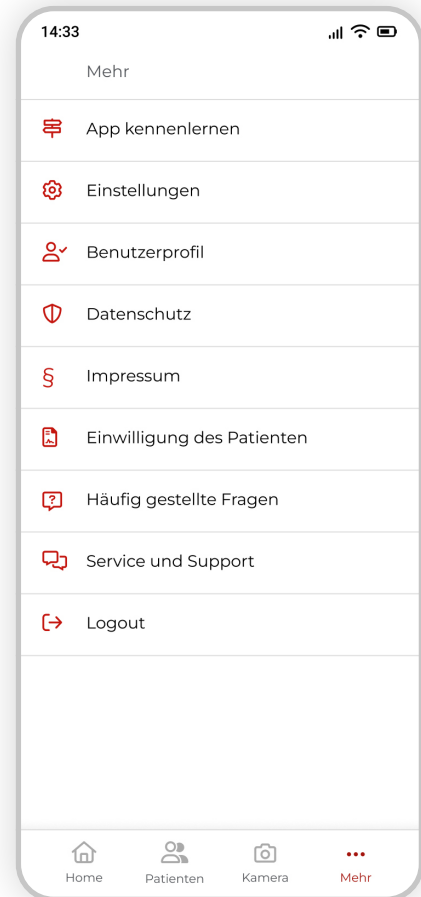 14:33
Mehr
App kennenlernen
Einstellungen
Benutzerprofil
Datenschutz
§ Impressum
Einwilligung des Patienten
Häufig gestellte Fragen
Service und Support
Logout
Home Patienten Kamera Mehr